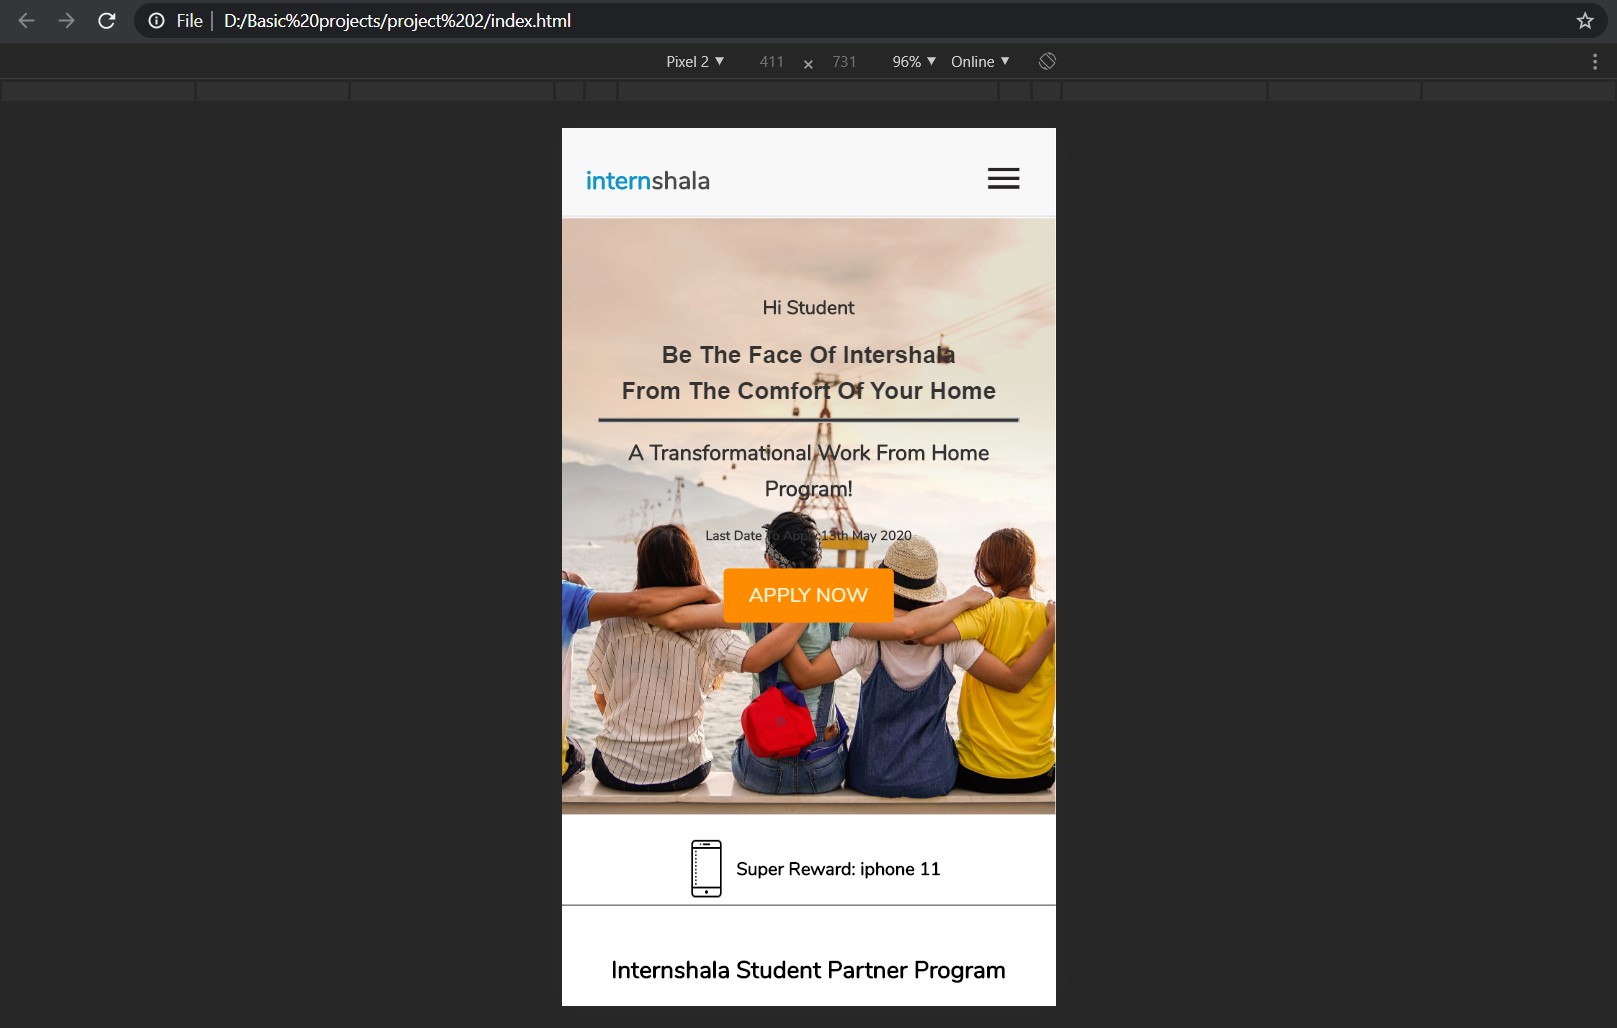 File | D:/Basic%20projects/project%202/index.html
Pixel 2 ▼ 411 × 731 96% ▼ Online ▼
internshala
Hi Student
Be The Face Of Intershala
From The Comfort Of Your Home
A Transformational Work From Home
Program!
Last Date To Apply:13th May 2020
APPLY NOW
Super Reward: iphone 11
Internshala Student Partner Program